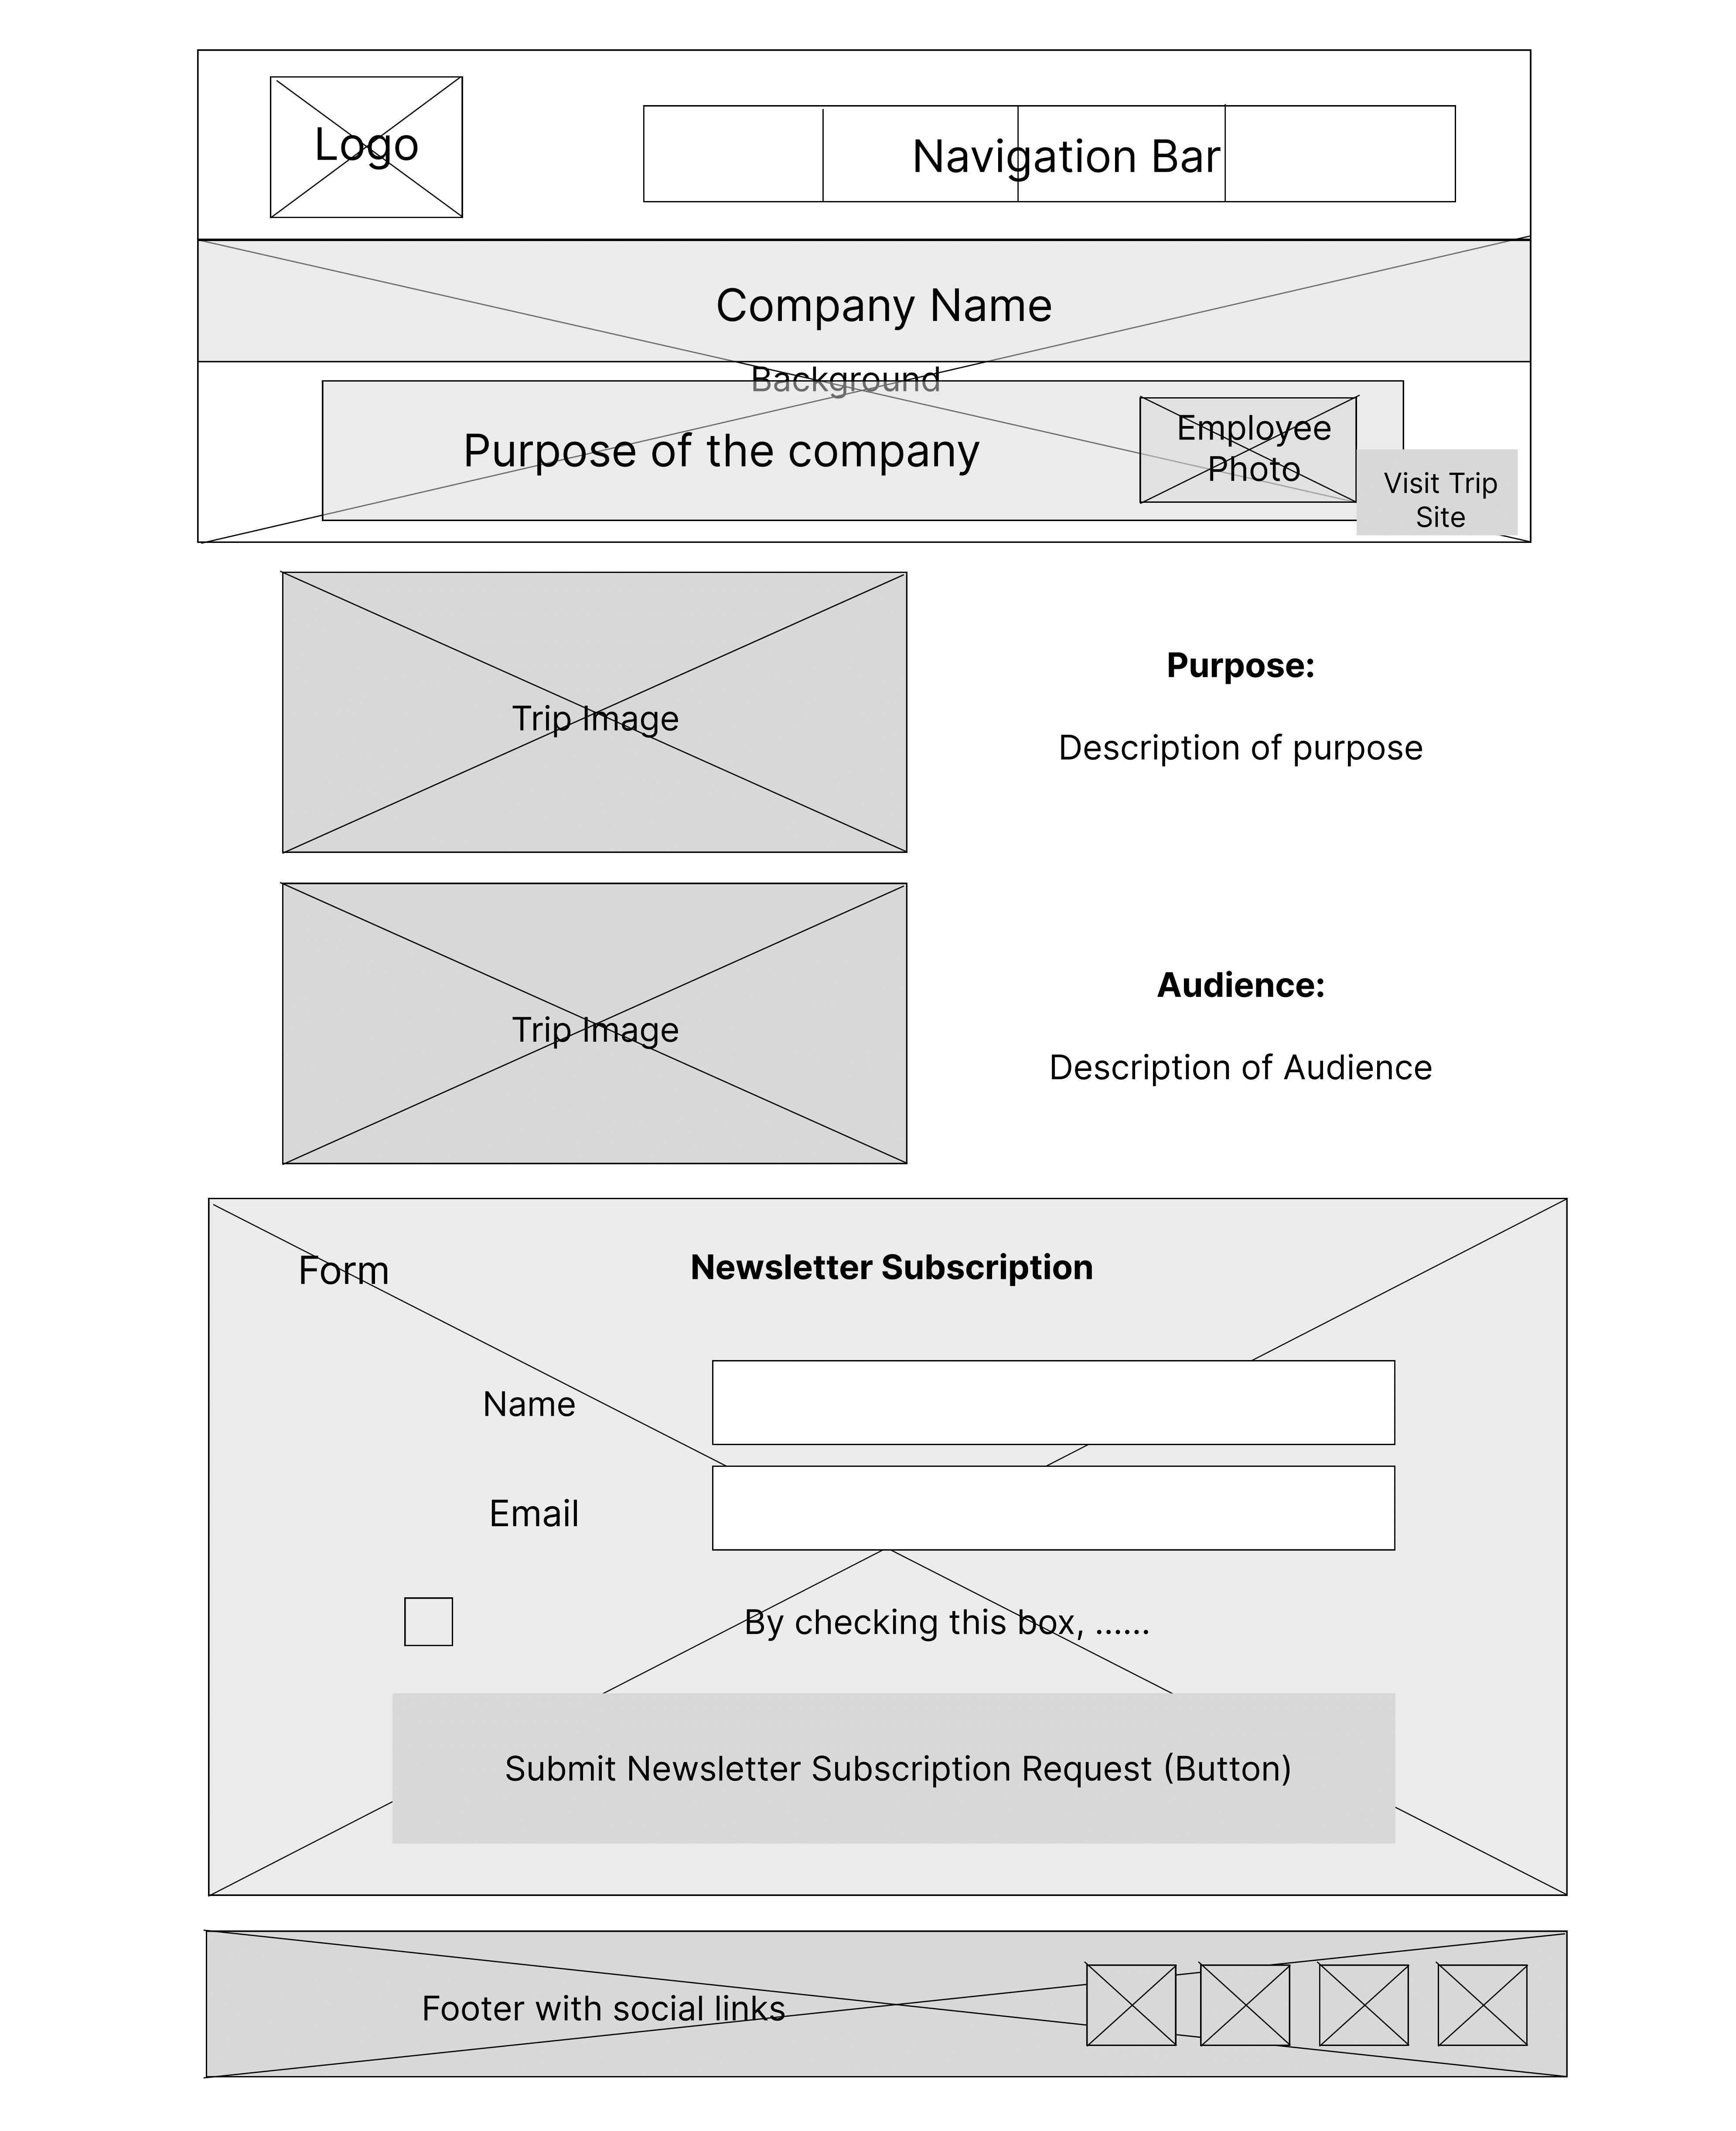 Logo
Navigation Bar
Company Name
Background
Purpose of the company
Employee
Photo
Visit Trip
Site
Trip Image
Purpose:
Description of purpose
Trip Image
Audience:
Description of Audience
Form
Newsletter Subscription
Name
Email
By checking this box, ......
Submit Newsletter Subscription Request (Button)
Footer with social links